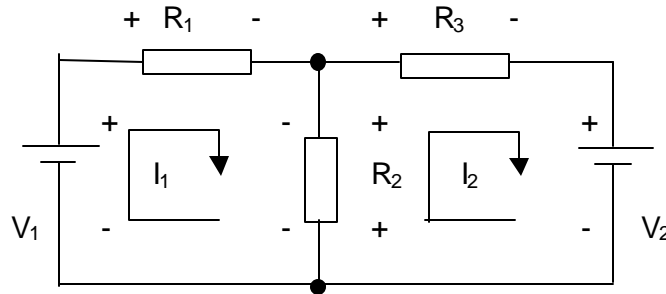 + R₁ - + R₃ -
+ - + +
I₁ R₂ I₂
V₁ - - + - V₂